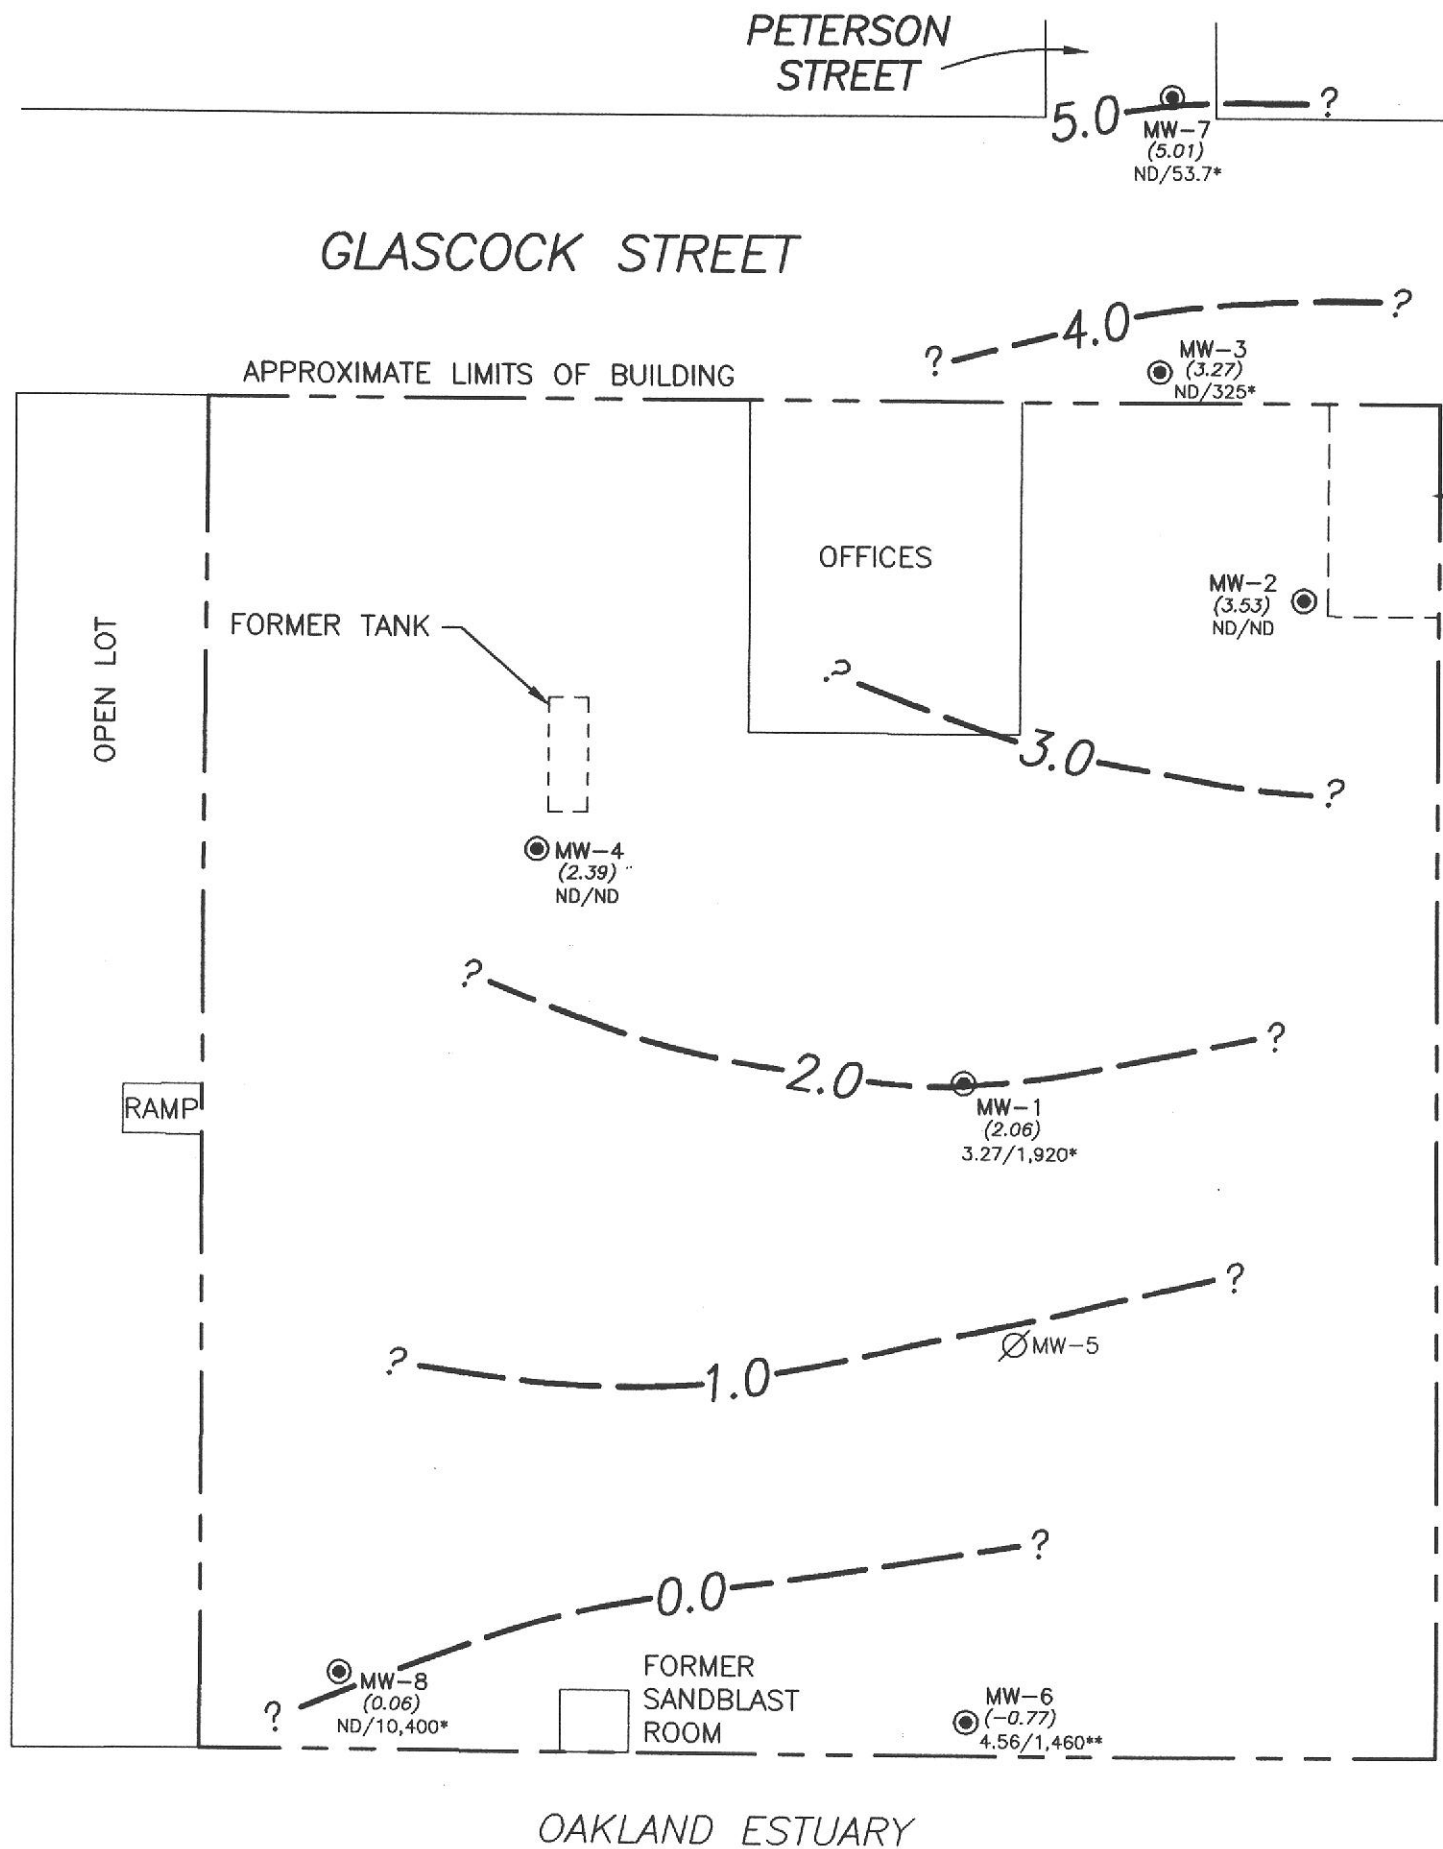 PETERSON
STREET
5.0
?
MW-7
(5.01)
ND/53.7*
GLASCOCK STREET
?
4.0
?
APPROXIMATE LIMITS OF BUILDING
MW-3
(3.27)
ND/325*
OFFICES
MW-2
(3.53)
ND/ND
OPEN LOT
FORMER TANK
?
3.0
?
MW-4
(2.39)
ND/ND
?
2.0
?
RAMP
MW-1
(2.06)
3.27/1,920*
?
1.0
?
MW-5
?
0.0
?
MW-8
(0.06)
ND/10,400*
FORMER
SANDBLAST
ROOM
MW-6
(-0.77)
4.56/1,460**
OAKLAND ESTUARY